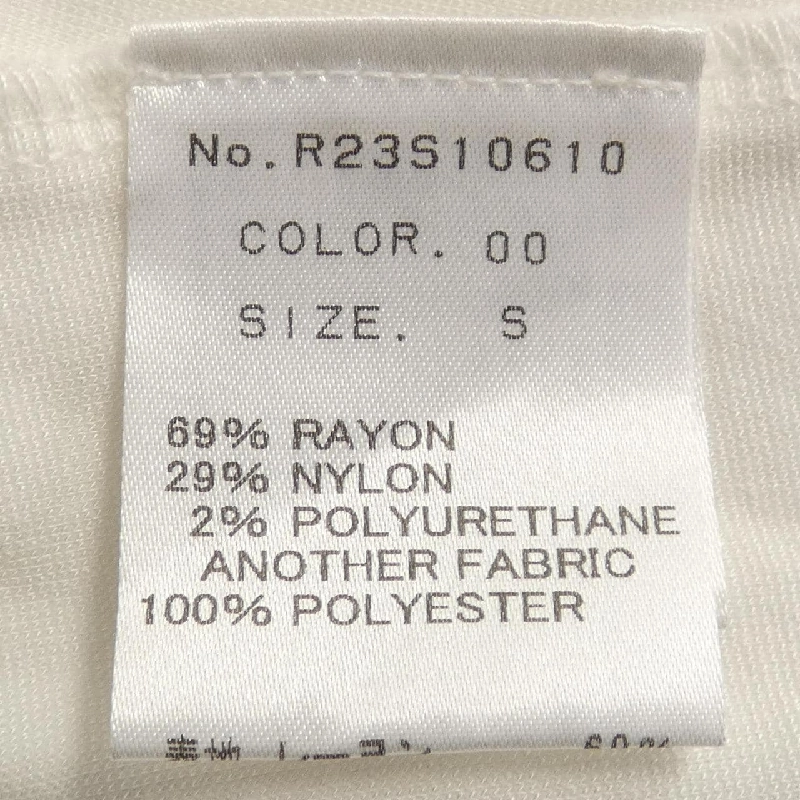 No. R23S10610
COLOR. 00
SIZE. S
69% RAYON
29% NYLON
2% POLYURETHANE
ANOTHER FABRIC
100% POLYESTER